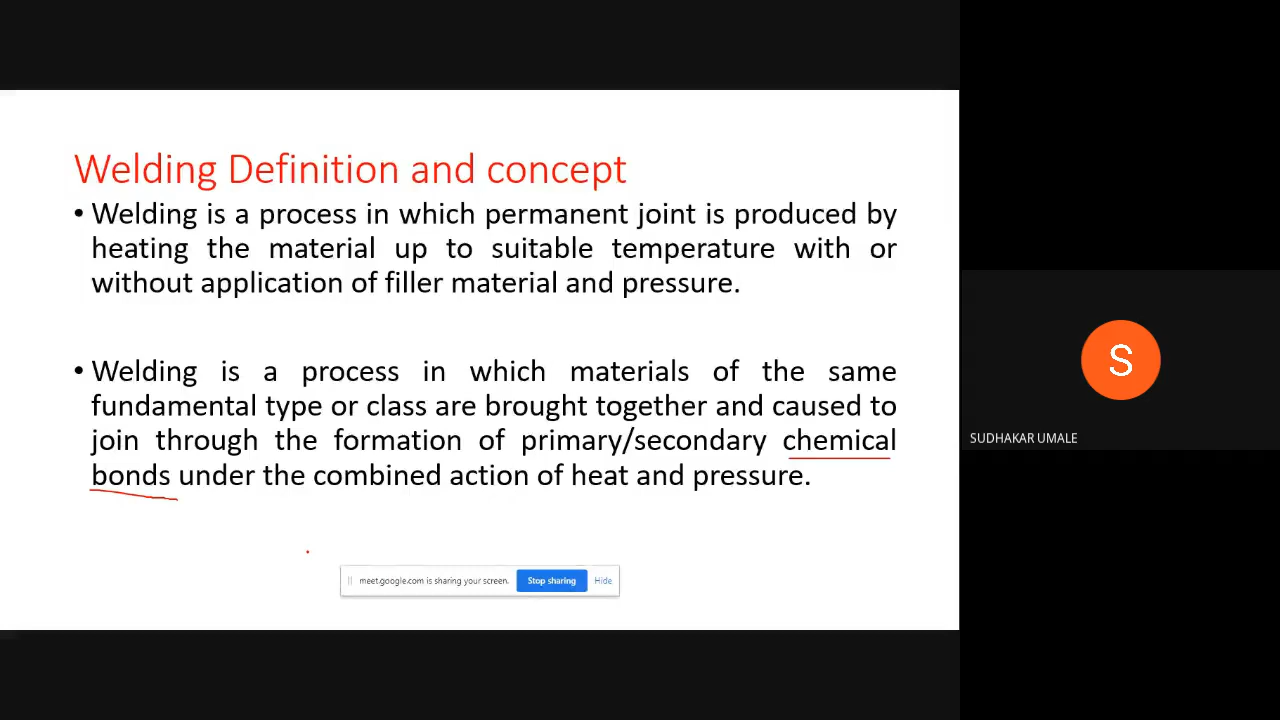 Welding Definition and concept
• Welding is a process in which permanent joint is produced by
heating the material up to suitable temperature with or
without application of filler material and pressure.
• Welding is a process in which materials of the same
fundamental type or class are brought together and caused to
join through the formation of primary/secondary chemical
bonds under the combined action of heat and pressure.
S
SUDHAKAR UMALE
meet.google.com is sharing your screen. Stop sharing Hide